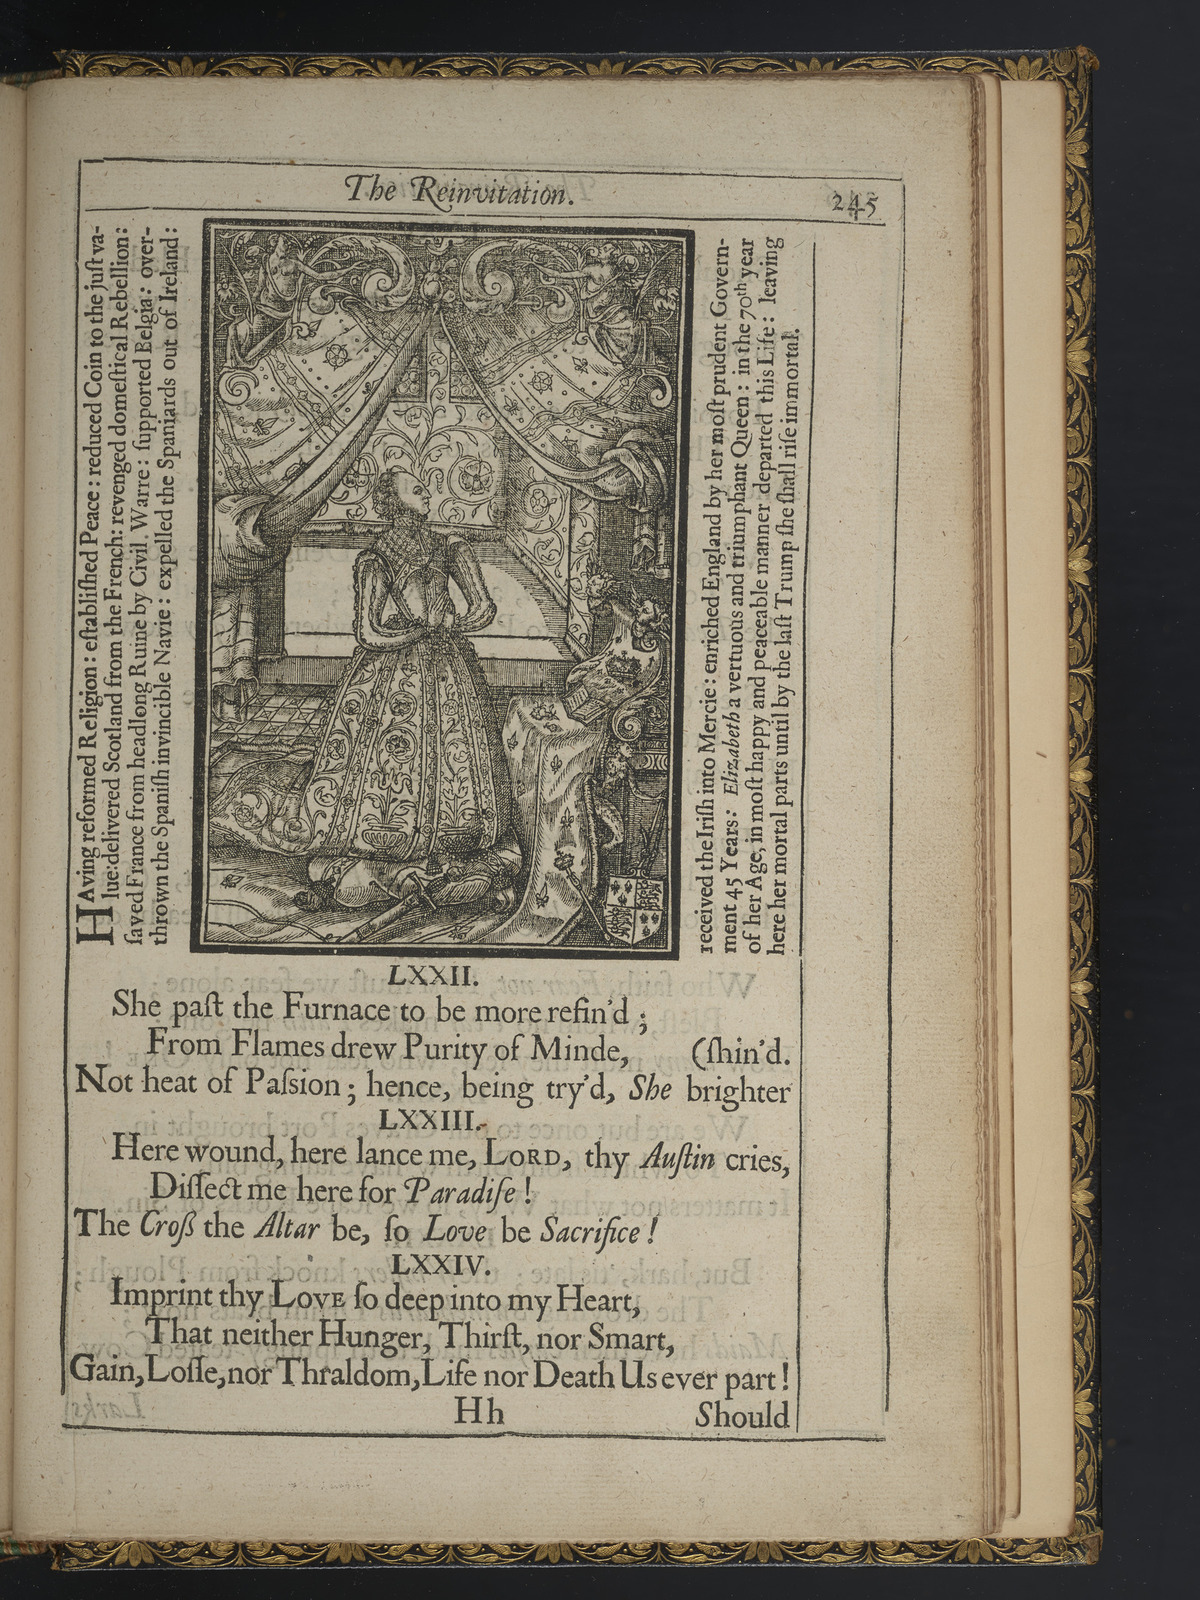 The Reinvitation.
245
HAving reformed Religion: eſtabliſhed Peace: reduced Coin to the juſt va-
lue: delivered Scotland from the French: revenged domeſtical Rebellion:
ſaved France from headlong Ruine by Civil Warre: ſupported Belgia: over-
thrown the Spaniſh invincible Navie: expelled the Spaniards out of Ireland:
received the Iriſh into Mercie: enriched England by her moſt prudent Govern-
ment 45 Years: Elizabeth a vertuous and triumphant Queen: in the 70th year
of her Age, in moſt happy and peaceable manner departed this Life: leaving
here her mortal parts until by the laſt Trump ſhe ſhall riſe immortal.
LXXII.
She paſt the Furnace to be more refin'd;
From Flames drew Purity of Minde, (ſhin'd.
Not heat of Paſsion; hence, being try'd, She brighter
LXXIII.
Here wound, here lance me, LORD, thy Auſtin cries,
Diſſect me here for Paradiſe!
The Croſs the Altar be, ſo Love be Sacrifice!
LXXIV.
Imprint thy LOVE ſo deep into my Heart,
That neither Hunger, Thirſt, nor Smart,
Gain, Loſſe, nor Thraldom, Life nor Death Us ever part!
Hh Should